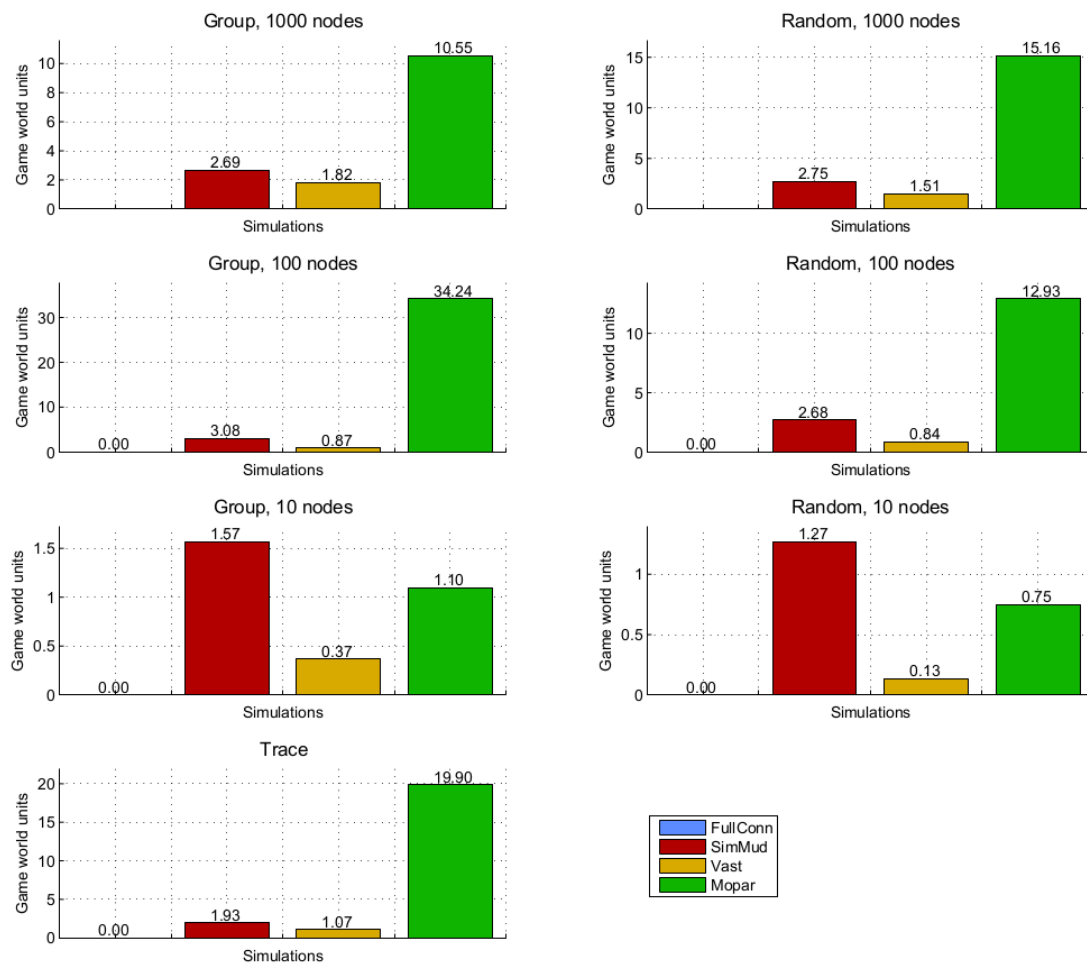 Group, 1000 nodes
Game world units
10
8
6
4
2
0
2.69
1.82
10.55
Simulations
Random, 1000 nodes
Game world units
15
10
5
0
2.75
1.51
15.16
Simulations
Group, 100 nodes
Game world units
30
20
10
0
0.00
3.08
0.87
34.24
Simulations
Random, 100 nodes
Game world units
10
5
0
0.00
2.68
0.84
12.93
Simulations
Group, 10 nodes
Game world units
1.5
1
0.5
0
0.00
1.57
0.37
1.10
Simulations
Random, 10 nodes
Game world units
1
0.5
0
0.00
1.27
0.13
0.75
Simulations
Trace
Game world units
20
15
10
5
0
0.00
1.93
1.07
19.90
Simulations
FullConn
SimMud
Vast
Mopar